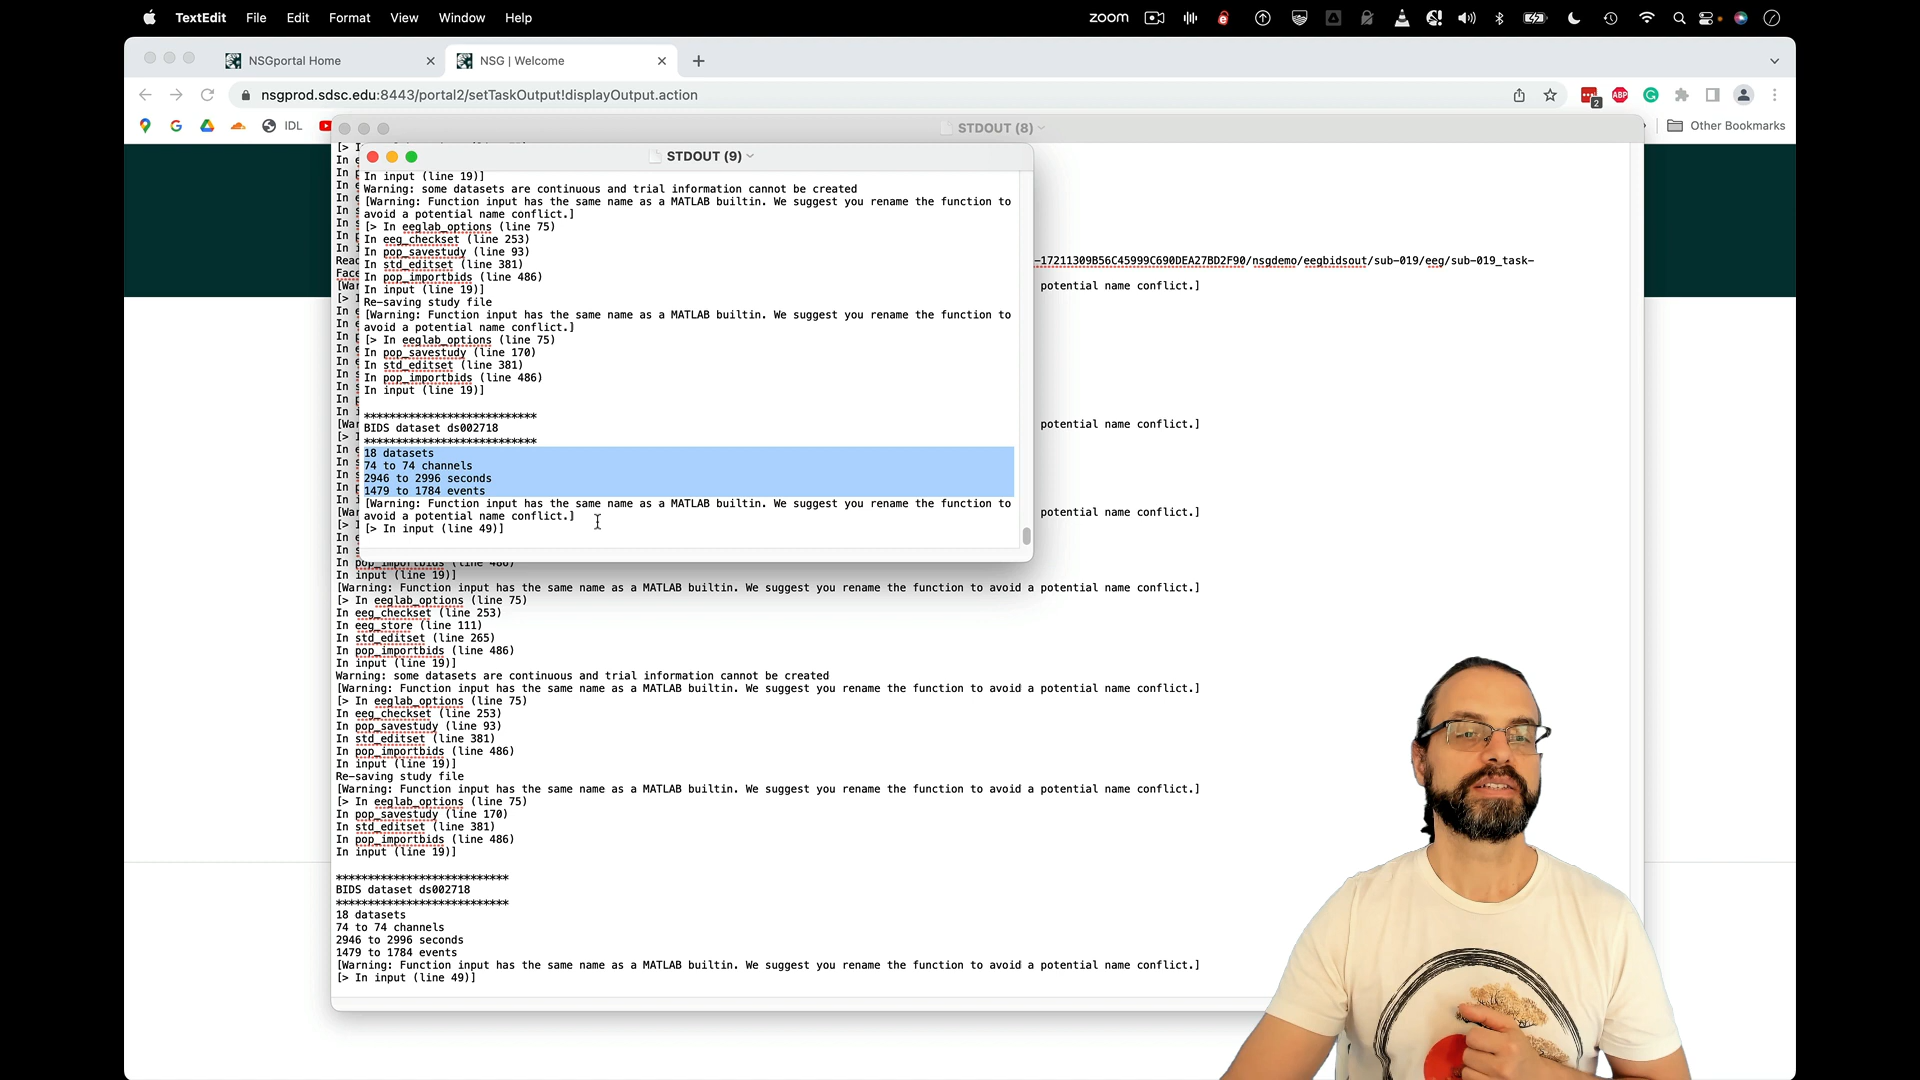 TextEdit File Edit Format View Window Help zoom
NSGportal Home
NSG | Welcome
nsgprod.sdsc.edu:8443/portal2/setTaskOutput!displayOutput.action
2 ABP
IDL Other Bookmarks
STDOUT (8)
STDOUT (9)
In input (line 19)]
Warning: some datasets are continuous and trial information cannot be created
[Warning: Function input has the same name as a MATLAB builtin. We suggest you rename the function to
avoid a potential name conflict.]
[> In eeglab_options (line 75)
In eeg_checkset (line 253)
In pop_savestudy (line 93)
In std_editset (line 381)
In pop_importbids (line 486)
In input (line 19)]
Re-saving study file
[Warning: Function input has the same name as a MATLAB builtin. We suggest you rename the function to
avoid a potential name conflict.]
[> In eeglab_options (line 75)
In pop_savestudy (line 170)
In std_editset (line 381)
In pop_importbids (line 486)
In input (line 19)]
***************************
BIDS dataset ds002718
***************************
18 datasets
74 to 74 channels
2946 to 2996 seconds
1479 to 1784 events
[Warning: Function input has the same name as a MATLAB builtin. We suggest you rename the function to
avoid a potential name conflict.]
[> In input (line 49)]
-17211309B56C45999C690DEA27BD2F90/nsgdemo/eegbidsout/sub-019/eeg/sub-019_task-
potential name conflict.]
potential name conflict.]
potential name conflict.]
In pop_importbids (line 486)
In input (line 19)]
[Warning: Function input has the same name as a MATLAB builtin. We suggest you rename the function to avoid a potential name conflict.]
[> In eeglab_options (line 75)
In eeg_checkset (line 253)
In eeg_store (line 111)
In std_editset (line 265)
In pop_importbids (line 486)
In input (line 19)]
Warning: some datasets are continuous and trial information cannot be created
[Warning: Function input has the same name as a MATLAB builtin. We suggest you rename the function to avoid a potential name conflict.]
[> In eeglab_options (line 75)
In eeg_checkset (line 253)
In pop_savestudy (line 93)
In std_editset (line 381)
In pop_importbids (line 486)
In input (line 19)]
Re-saving study file
[Warning: Function input has the same name as a MATLAB builtin. We suggest you rename the function to avoid a potential name conflict.]
[> In eeglab_options (line 75)
In pop_savestudy (line 170)
In std_editset (line 381)
In pop_importbids (line 486)
In input (line 19)]
***************************
BIDS dataset ds002718
***************************
18 datasets
74 to 74 channels
2946 to 2996 seconds
1479 to 1784 events
[Warning: Function input has the same name as a MATLAB builtin. We suggest you rename the function to avoid a potential name conflict.]
[> In input (line 49)]